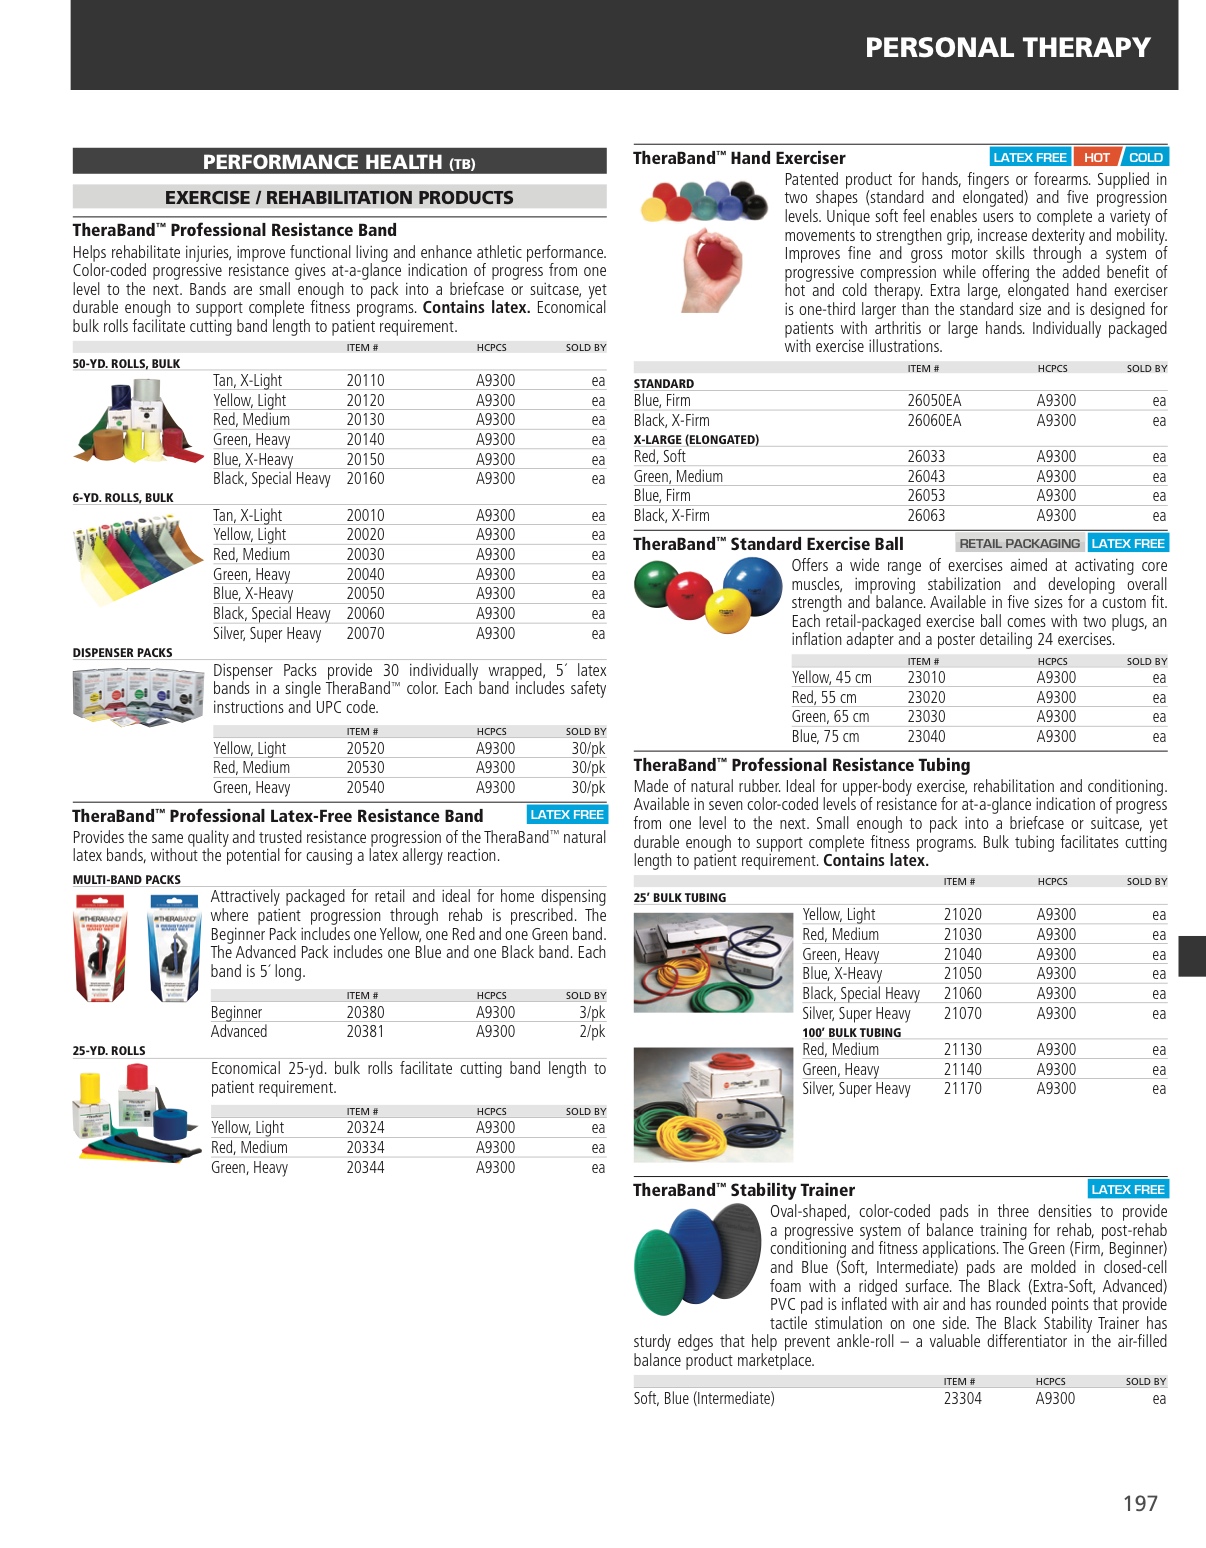 PERSONAL THERAPY
PERFORMANCE HEALTH (TB)
EXERCISE / REHABILITATION PRODUCTS
TheraBand™ Professional Resistance Band
Helps rehabilitate injuries, improve functional living and enhance athletic performance.
Color-coded progressive resistance gives at-a-glance indication of progress from one
level to the next. Bands are small enough to pack into a briefcase or suitcase, yet
durable enough to support complete fitness programs. Contains latex. Economical
bulk rolls facilitate cutting band length to patient requirement.
ITEM # HCPCS SOLD BY
50-YD. ROLLS, BULK
Tan, X-Light 20110 A9300 ea
Yellow, Light 20120 A9300 ea
Red, Medium 20130 A9300 ea
Green, Heavy 20140 A9300 ea
Blue, X-Heavy 20150 A9300 ea
Black, Special Heavy 20160 A9300 ea
6-YD. ROLLS, BULK
Tan, X-Light 20010 A9300 ea
Yellow, Light 20020 A9300 ea
Red, Medium 20030 A9300 ea
Green, Heavy 20040 A9300 ea
Blue, X-Heavy 20050 A9300 ea
Black, Special Heavy 20060 A9300 ea
Silver, Super Heavy 20070 A9300 ea
DISPENSER PACKS
Dispenser Packs provide 30 individually wrapped, 5´ latex
bands in a single TheraBand™ color. Each band includes safety
instructions and UPC code.
ITEM # HCPCS SOLD BY
Yellow, Light 20520 A9300 30/pk
Red, Medium 20530 A9300 30/pk
Green, Heavy 20540 A9300 30/pk
TheraBand™ Professional Latex-Free Resistance Band LATEX FREE
Provides the same quality and trusted resistance progression of the TheraBand™ natural
latex bands, without the potential for causing a latex allergy reaction.
MULTI-BAND PACKS
THERABAND
THERABAND
Attractively packaged for retail and ideal for home dispensing
where patient progression through rehab is prescribed. The
Beginner Pack includes one Yellow, one Red and one Green band.
The Advanced Pack includes one Blue and one Black band. Each
band is 5´ long.
ITEM # HCPCS SOLD BY
Beginner 20380 A9300 3/pk
Advanced 20381 A9300 2/pk
25-YD. ROLLS
Economical 25-yd. bulk rolls facilitate cutting band length to
patient requirement.
ITEM # HCPCS SOLD BY
Yellow, Light 20324 A9300 ea
Red, Medium 20334 A9300 ea
Green, Heavy 20344 A9300 ea
TheraBand™ Hand Exerciser LATEX FREE HOT COLD
Patented product for hands, fingers or forearms. Supplied in
two shapes (standard and elongated) and five progression
levels. Unique soft feel enables users to complete a variety of
movements to strengthen grip, increase dexterity and mobility.
Improves fine and gross motor skills through a system of
progressive compression while offering the added benefit of
hot and cold therapy. Extra large, elongated hand exerciser
is one-third larger than the standard size and is designed for
patients with arthritis or large hands. Individually packaged
with exercise illustrations.
ITEM # HCPCS SOLD BY
STANDARD
Blue, Firm 26050EA A9300 ea
Black, X-Firm 26060EA A9300 ea
X-LARGE (ELONGATED)
Red, Soft 26033 A9300 ea
Green, Medium 26043 A9300 ea
Blue, Firm 26053 A9300 ea
Black, X-Firm 26063 A9300 ea
TheraBand™ Standard Exercise Ball RETAIL PACKAGING LATEX FREE
Offers a wide range of exercises aimed at activating core
muscles, improving stabilization and developing overall
strength and balance. Available in five sizes for a custom fit.
Each retail-packaged exercise ball comes with two plugs, an
inflation adapter and a poster detailing 24 exercises.
ITEM # HCPCS SOLD BY
Yellow, 45 cm 23010 A9300 ea
Red, 55 cm 23020 A9300 ea
Green, 65 cm 23030 A9300 ea
Blue, 75 cm 23040 A9300 ea
TheraBand™ Professional Resistance Tubing
Made of natural rubber. Ideal for upper-body exercise, rehabilitation and conditioning.
Available in seven color-coded levels of resistance for at-a-glance indication of progress
from one level to the next. Small enough to pack into a briefcase or suitcase, yet
durable enough to support complete fitness programs. Bulk tubing facilitates cutting
length to patient requirement. Contains latex.
ITEM # HCPCS SOLD BY
25’ BULK TUBING
Yellow, Light 21020 A9300 ea
Red, Medium 21030 A9300 ea
Green, Heavy 21040 A9300 ea
Blue, X-Heavy 21050 A9300 ea
Black, Special Heavy 21060 A9300 ea
Silver, Super Heavy 21070 A9300 ea
100’ BULK TUBING
Red, Medium 21130 A9300 ea
Green, Heavy 21140 A9300 ea
Silver, Super Heavy 21170 A9300 ea
TheraBand™ Stability Trainer LATEX FREE
Oval-shaped, color-coded pads in three densities to provide
a progressive system of balance training for rehab, post-rehab
conditioning and fitness applications. The Green (Firm, Beginner)
and Blue (Soft, Intermediate) pads are molded in closed-cell
foam with a ridged surface. The Black (Extra-Soft, Advanced)
PVC pad is inflated with air and has rounded points that provide
tactile stimulation on one side. The Black Stability Trainer has
sturdy edges that help prevent ankle-roll – a valuable differentiator in the air-filled
balance product marketplace.
ITEM # HCPCS SOLD BY
Soft, Blue (Intermediate) 23304 A9300 ea
197